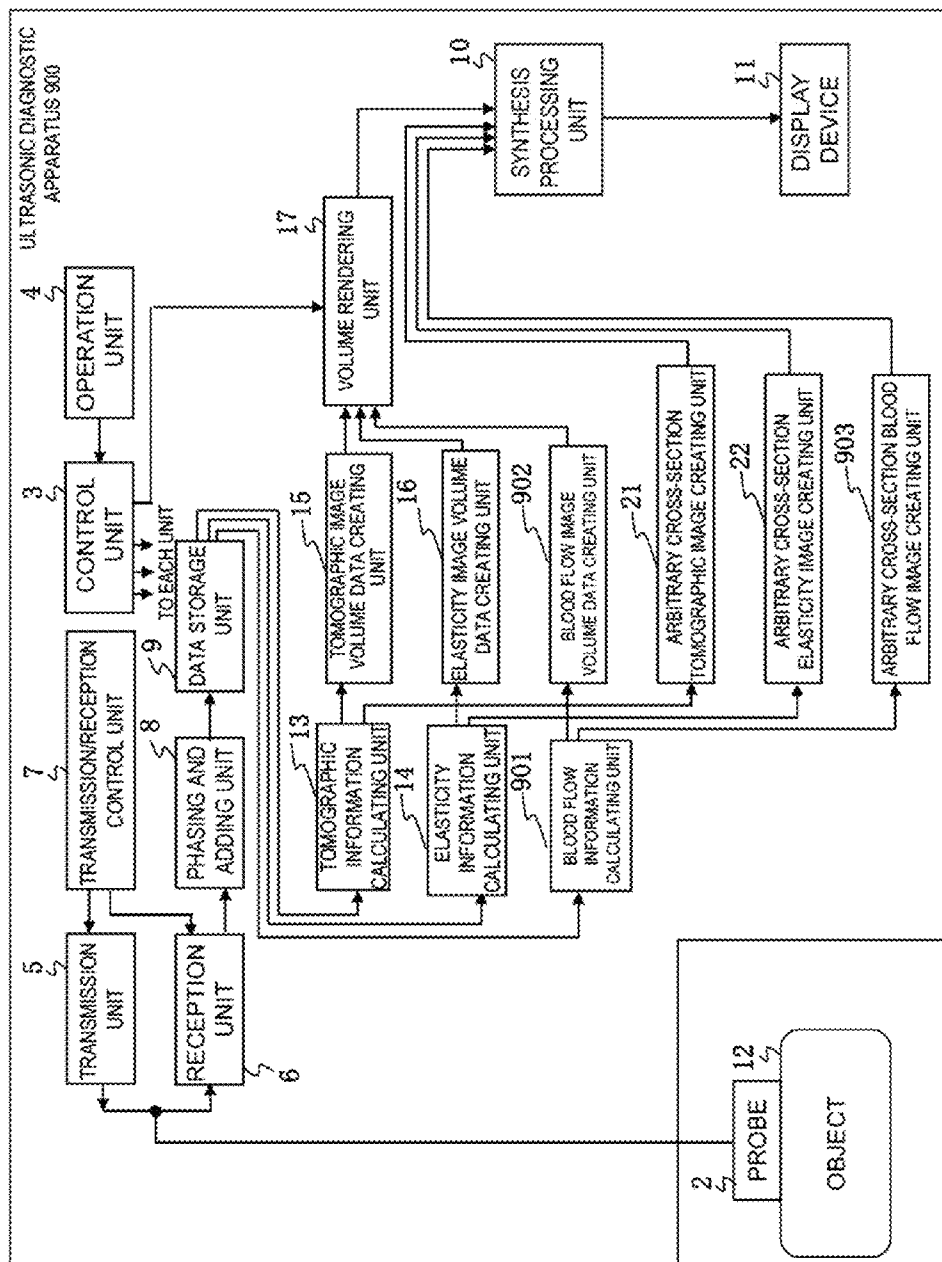 ULTRASONIC DIAGNOSTIC
APPARATUS 900
5
TRANSMISSION
UNIT
7
TRANSMISSION/RECEPTION
CONTROL UNIT
3
CONTROL
UNIT
4
OPERATION
UNIT
TO EACH UNIT
RECEPTION
UNIT
6
8
PHASING AND
ADDING UNIT
9
DATA STORAGE
UNIT
13
TOMOGRAPHIC
INFORMATION
CALCULATING UNIT
15
TOMOGRAPHIC IMAGE
VOLUME DATA CREATING
UNIT
17
VOLUME RENDERING
UNIT
10
SYNTHESIS
PROCESSING
UNIT
14
ELASTICITY
INFORMATION
CALCULATING UNIT
16
ELASTICITY IMAGE VOLUME
DATA CREATING UNIT
901
BLOOD FLOW
INFORMATION
CALCULATING UNIT
902
BLOOD FLOW IMAGE
VOLUME DATA CREATING UNIT
11
DISPLAY
DEVICE
21
ARBITRARY CROSS-SECTION
TOMOGRAPHIC IMAGE CREATING UNIT
22
ARBITRARY CROSS-SECTION
ELASTICITY IMAGE CREATING UNIT
903
ARBITRARY CROSS-SECTION BLOOD
FLOW IMAGE CREATING UNIT
2
PROBE
12
OBJECT